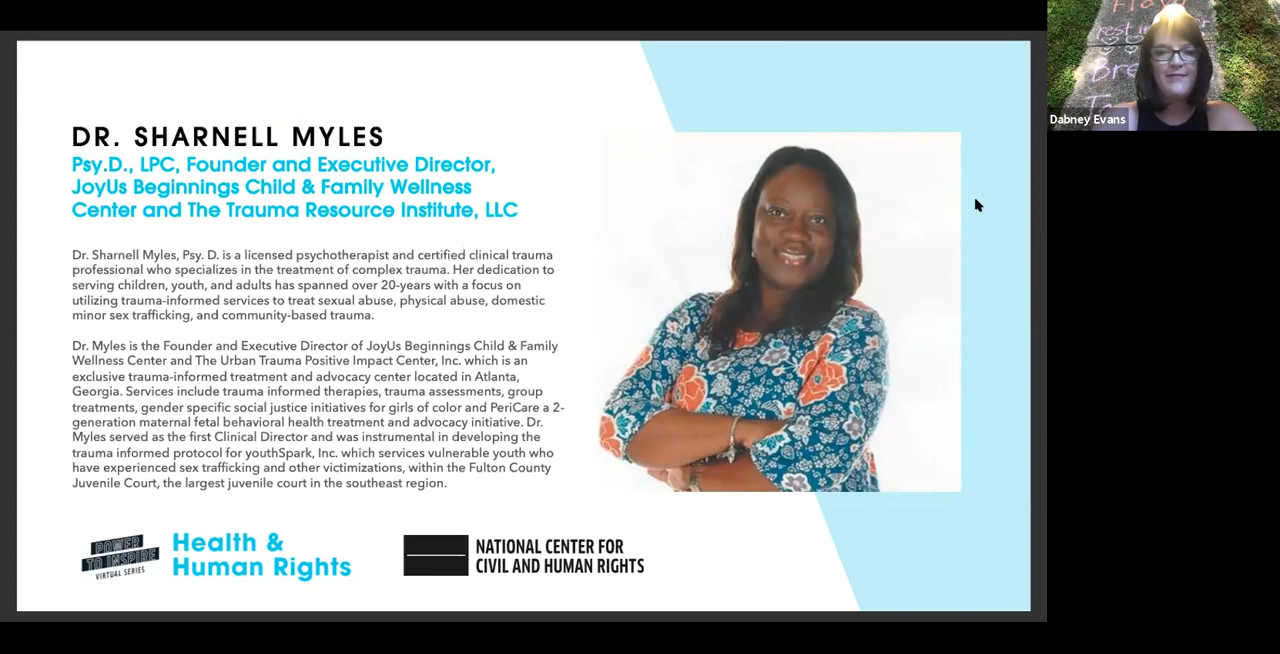 DR. SHARNELL MYLES
Psy.D., LPC, Founder and Executive Director,
JoyUs Beginnings Child & Family Wellness
Center and The Trauma Resource Institute, LLC
Dr. Sharnell Myles, Psy. D. is a licensed psychotherapist and certified clinical trauma
professional who specializes in the treatment of complex trauma. Her dedication to
serving children, youth, and adults has spanned over 20-years with a focus on
utilizing trauma-informed services to treat sexual abuse, physical abuse, domestic
minor sex trafficking, and community-based trauma.
Dr. Myles is the Founder and Executive Director of JoyUs Beginnings Child & Family
Wellness Center and The Urban Trauma Positive Impact Center, Inc. which is an
exclusive trauma-informed treatment and advocacy center located in Atlanta,
Georgia. Services include trauma informed therapies, trauma assessments, group
treatments, gender specific social justice initiatives for girls of color and PeriCare a 2-
generation maternal fetal behavioral health treatment and advocacy initiative. Dr.
Myles served as the first Clinical Director and was instrumental in developing the
trauma informed protocol for youthSpark, Inc. which services vulnerable youth who
have experienced sex trafficking and other victimizations, within the Fulton County
Juvenile Court, the largest juvenile court in the southeast region.
POWER
TO INSPIRE
VIRTUAL SERIES
Health &
Human Rights
NATIONAL CENTER FOR
CIVIL AND HUMAN RIGHTS
rest in
Bre
Dabney Evans